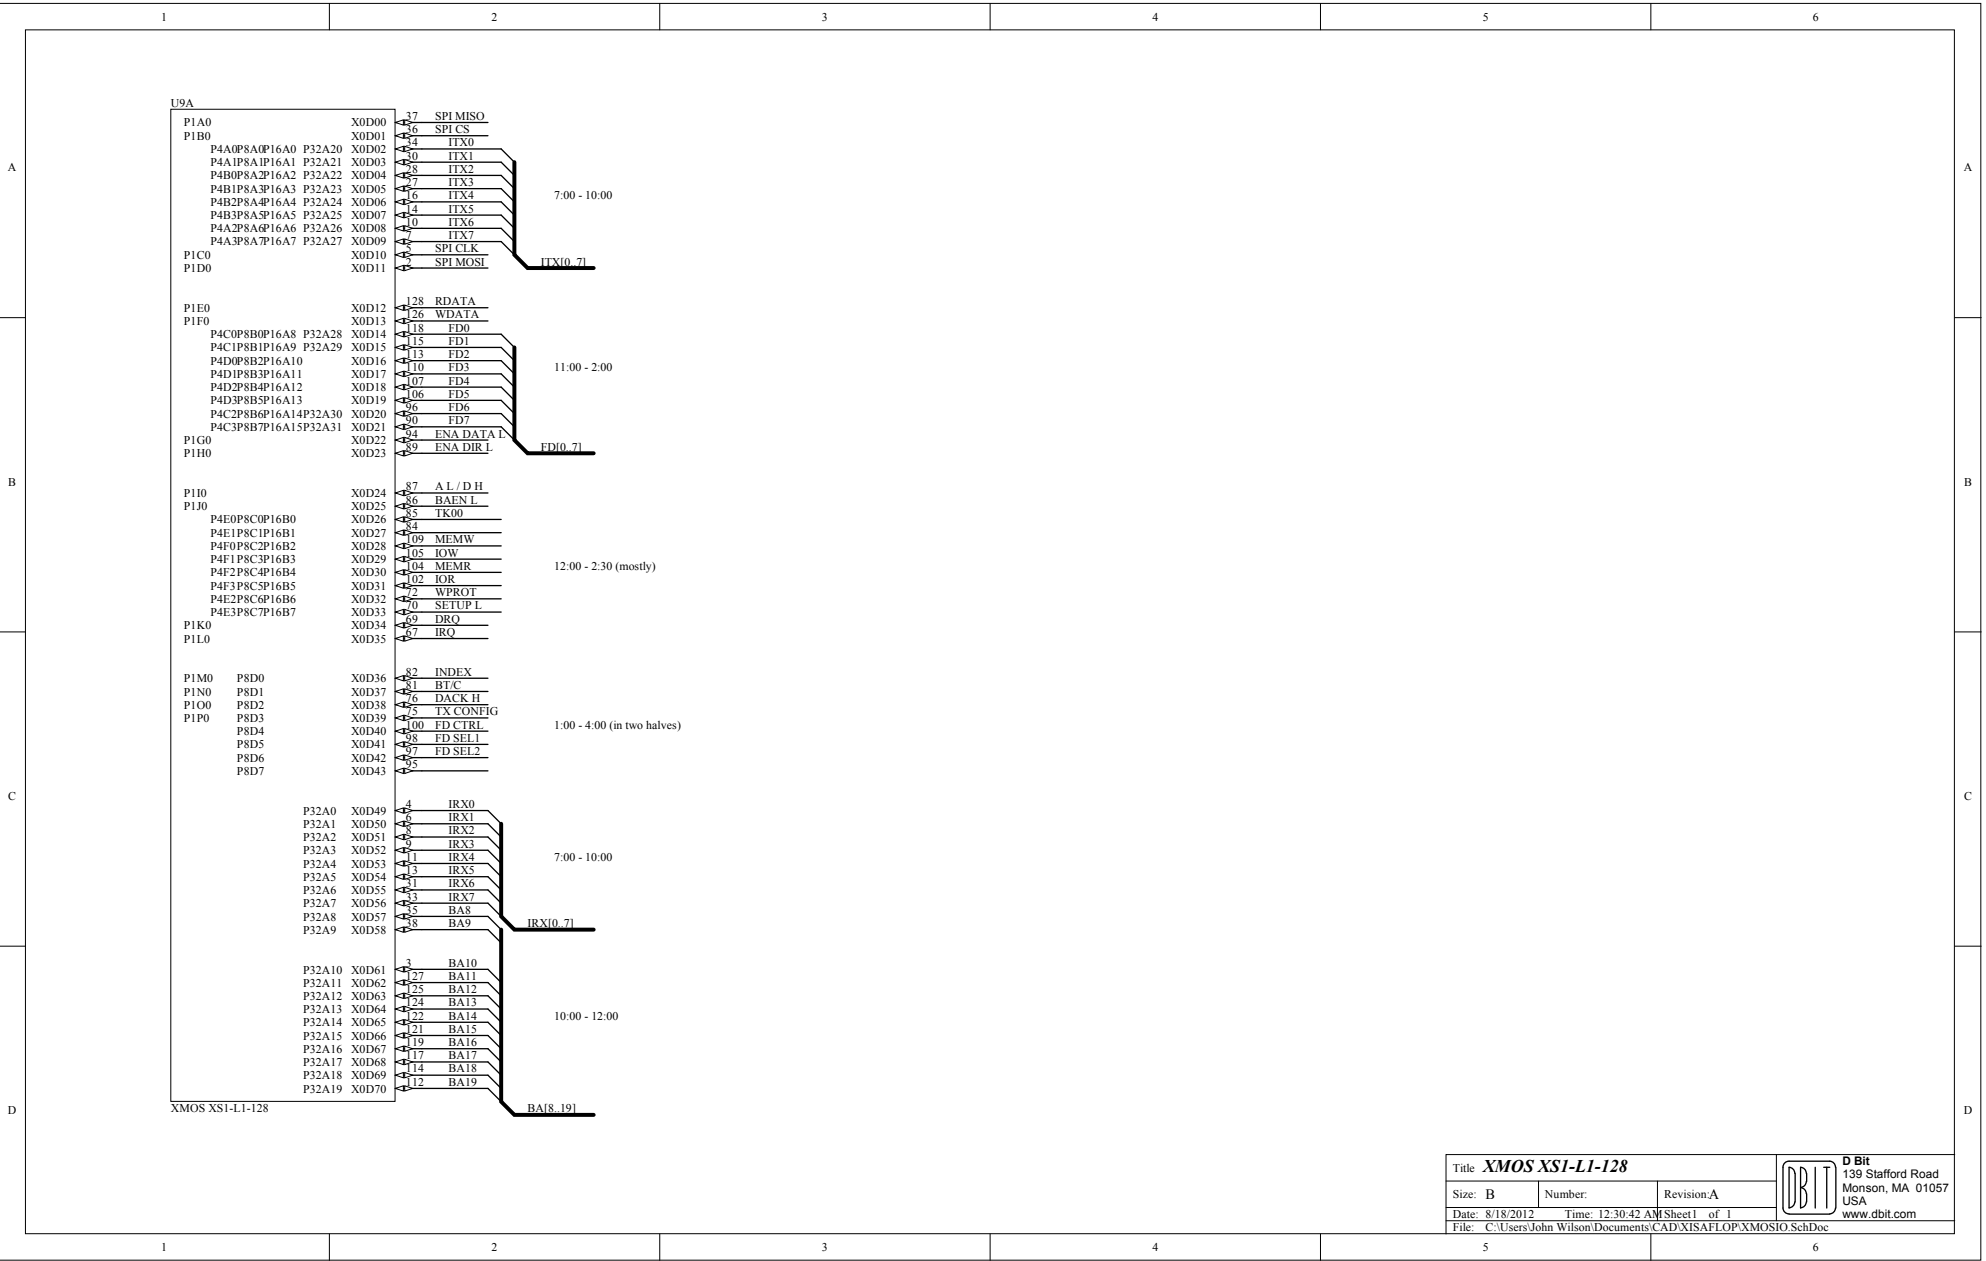 1 2 3 4 5 6
A A
U9A
P1A0 X0D00 37 SPI MISO
P1B0 X0D01 36 SPI CS
P4A0P8A0P16A0 P32A20 X0D02 34 ITX0
P4A1P8A1P16A1 P32A21 X0D03 30 ITX1
P4B0P8A2P16A2 P32A22 X0D04 28 ITX2
P4B1P8A3P16A3 P32A23 X0D05 27 ITX3
7:00 - 10:00
P4B2P8A4P16A4 P32A24 X0D06 16 ITX4
P4B3P8A5P16A5 P32A25 X0D07 14 ITX5
P4A2P8A6P16A6 P32A26 X0D08 10 ITX6
P4A3P8A7P16A7 P32A27 X0D09 7 ITX7
P1C0 X0D10 5 SPI CLK
P1D0 X0D11 2 SPI MOSI
ITX[0..7]
P1E0 X0D12 128 RDATA
P1F0 X0D13 126 WDATA
P4C0P8B0P16A8 P32A28 X0D14 118 FD0
P4C1P8B1P16A9 P32A29 X0D15 115 FD1
P4D0P8B2P16A10 X0D16 113 FD2
11:00 - 2:00
P4D1P8B3P16A11 X0D17 110 FD3
P4D2P8B4P16A12 X0D18 107 FD4
P4D3P8B5P16A13 X0D19 106 FD5
P4C2P8B6P16A14P32A30 X0D20 96 FD6
P4C3P8B7P16A15P32A31 X0D21 90 FD7
P1G0 X0D22 94 ENA DATA L
P1H0 X0D23 89 ENA DIR L
FD[0..7]
B B
P1I0 X0D24 87 A L / D H
P1J0 X0D25 86 BAEN L
P4E0P8C0P16B0 X0D26 85 TK00
P4E1P8C1P16B1 X0D27 84
P4F0P8C2P16B2 X0D28 109 MEMW
P4F1P8C3P16B3 X0D29 105 IOW
12:00 - 2:30 (mostly)
P4F2P8C4P16B4 X0D30 104 MEMR
P4F3P8C5P16B5 X0D31 102 IOR
P4E2P8C6P16B6 X0D32 72 WPROT
P4E3P8C7P16B7 X0D33 70 SETUP L
P1K0 X0D34 69 DRQ
P1L0 X0D35 67 IRQ
P1M0 P8D0 X0D36 82 INDEX
P1N0 P8D1 X0D37 81 BT/C
P1O0 P8D2 X0D38 76 DACK H
P1P0 P8D3 X0D39 75 TX CONFIG
P8D4 X0D40 100 FD CTRL
1:00 - 4:00 (in two halves)
P8D5 X0D41 98 FD SEL1
P8D6 X0D42 97 FD SEL2
P8D7 X0D43 95
C C
P32A0 X0D49 4 IRX0
P32A1 X0D50 6 IRX1
P32A2 X0D51 8 IRX2
P32A3 X0D52 9 IRX3
7:00 - 10:00
P32A4 X0D53 11 IRX4
P32A5 X0D54 13 IRX5
P32A6 X0D55 31 IRX6
P32A7 X0D56 33 IRX7
P32A8 X0D57 35 BA8
P32A9 X0D58 38 BA9
IRX[0..7]
P32A10 X0D61 3 BA10
P32A11 X0D62 127 BA11
P32A12 X0D63 125 BA12
P32A13 X0D64 124 BA13
P32A14 X0D65 122 BA14
10:00 - 12:00
P32A15 X0D66 121 BA15
P32A16 X0D67 119 BA16
P32A17 X0D68 117 BA17
P32A18 X0D69 114 BA18
P32A19 X0D70 112 BA19
XMOS XS1-L1-128
BA[8..19]
D D
Title XMOS XS1-L1-128
Size: B Number: Revision:A
Date: 8/18/2012 Time: 12:30:42 AM Sheet1 of 1
File: C:\Users\John Wilson\Documents\CAD\XISAFLOP\XMOSIO.SchDoc
DBIT
D Bit
139 Stafford Road
Monson, MA 01057
USA
www.dbit.com
1 2 3 4 5 6